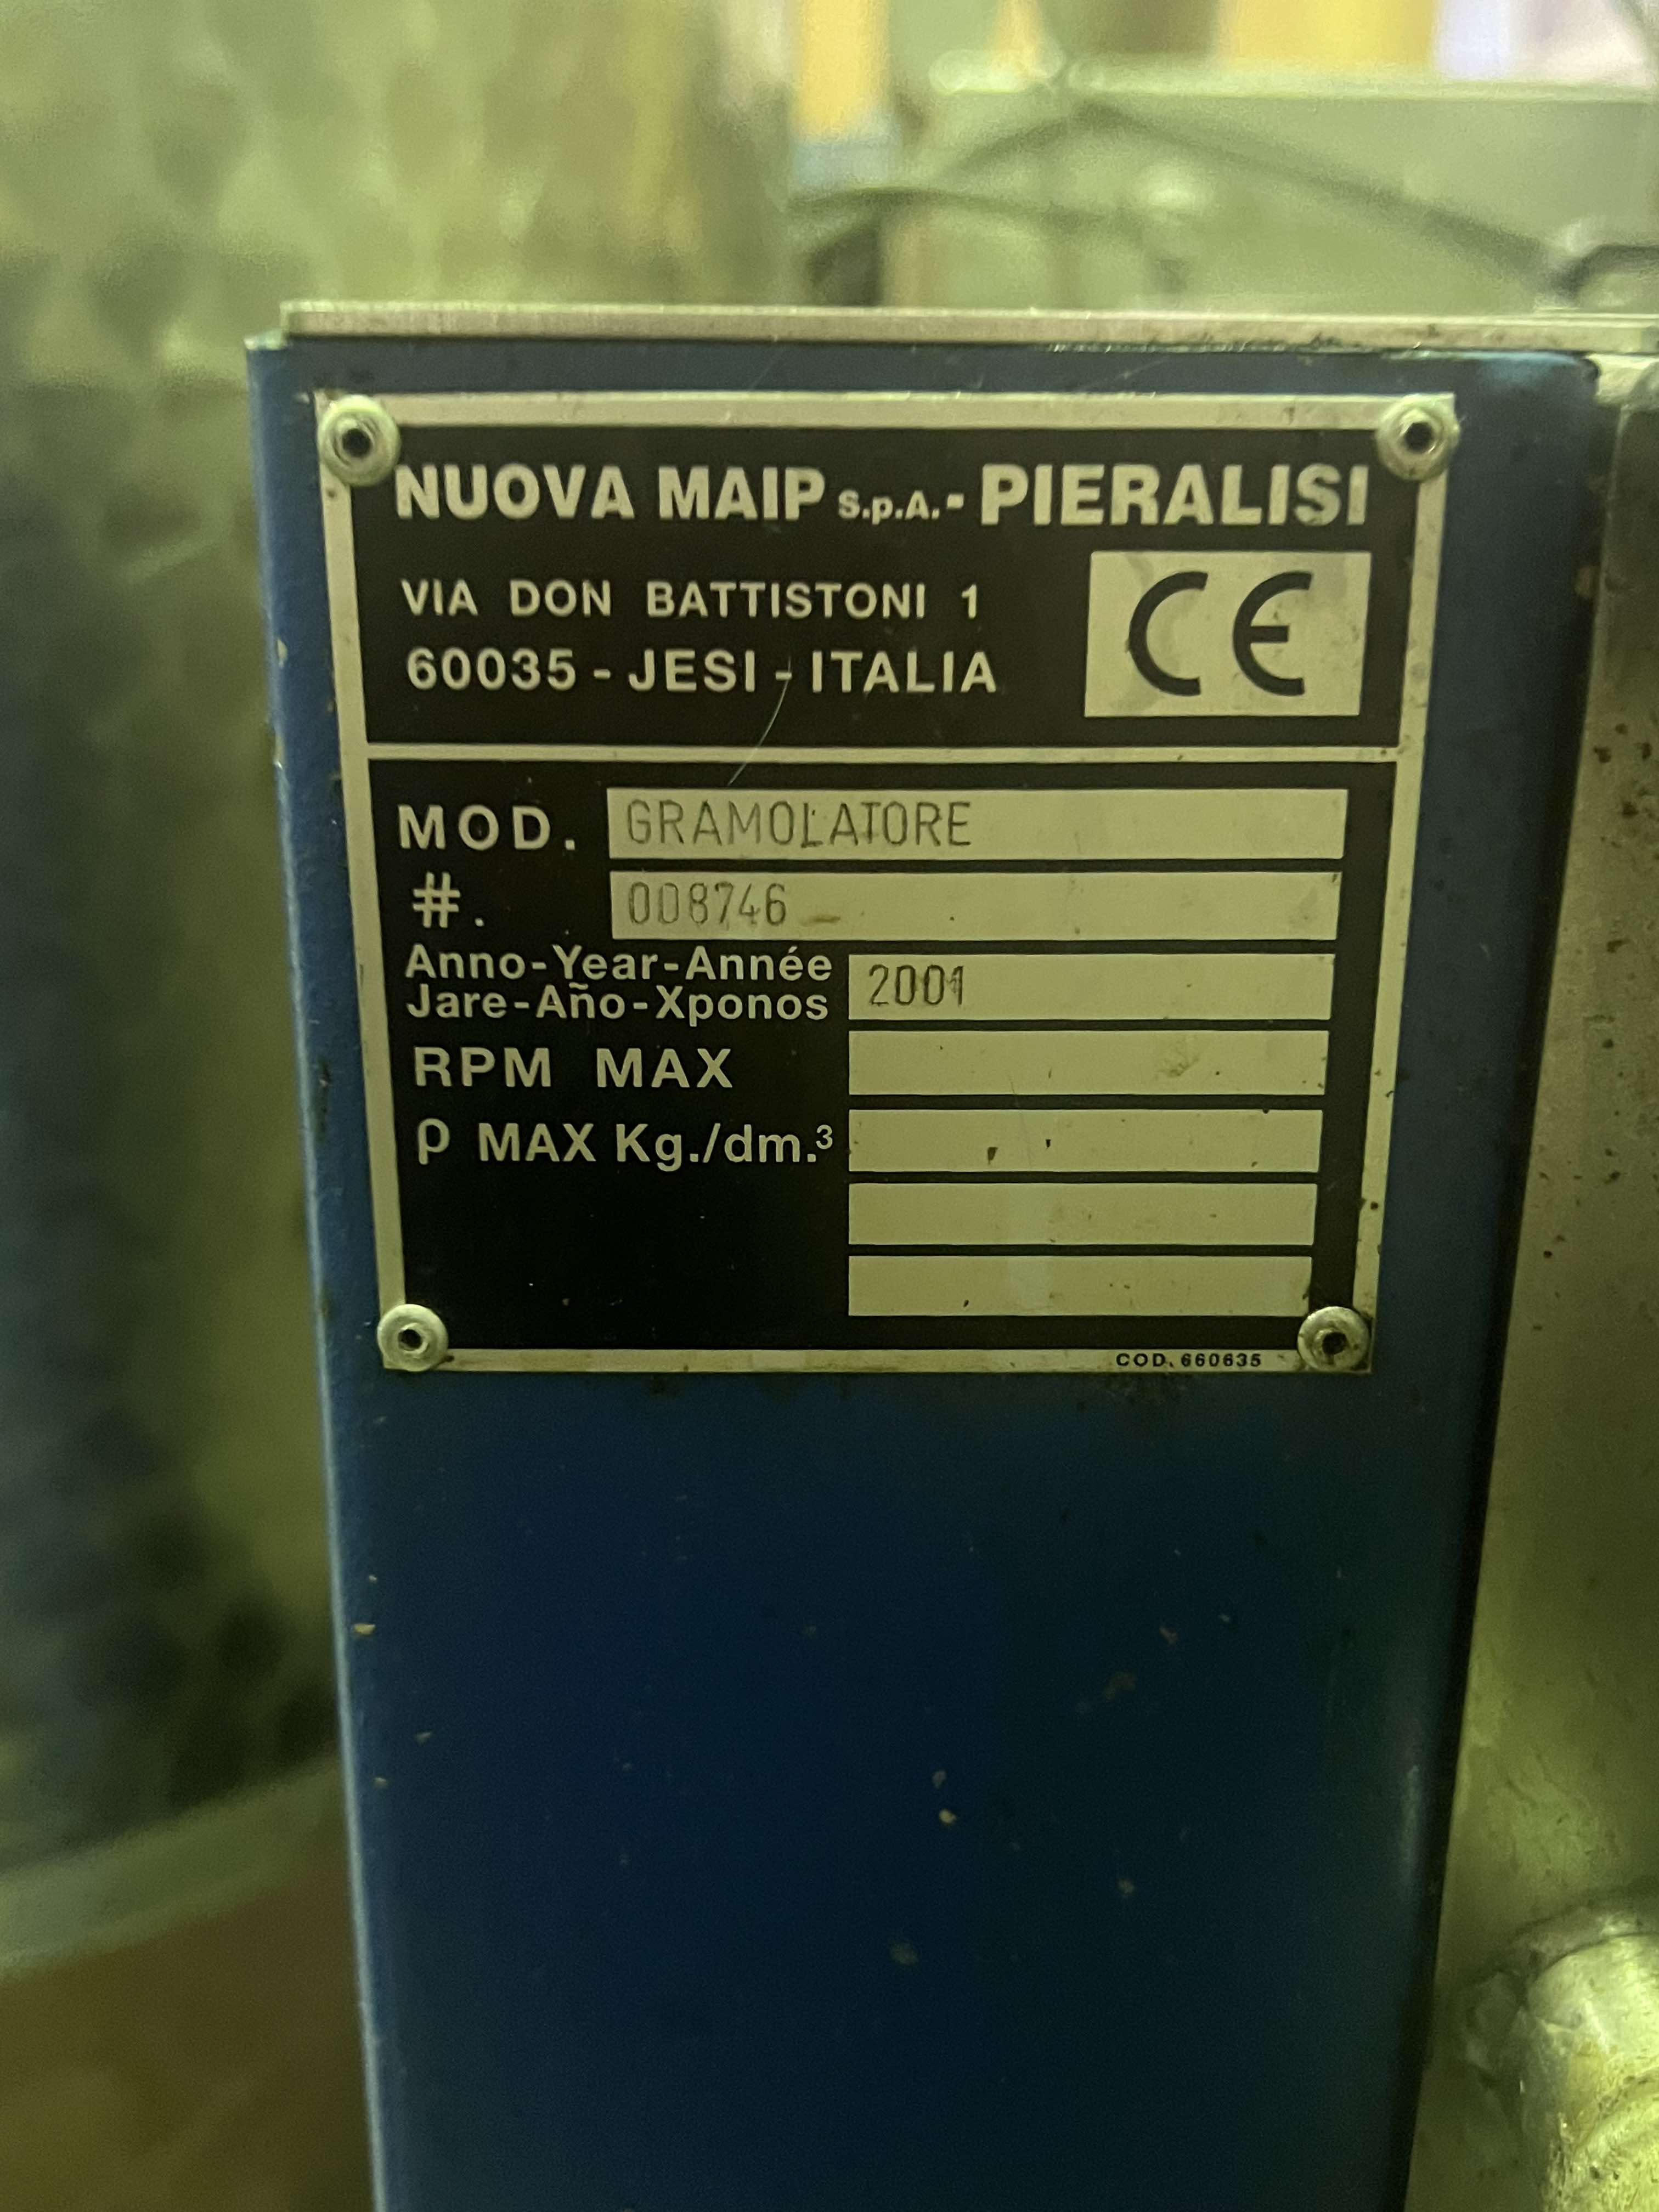 NUOVA MAIP S.p.A. - PIERALISI
VIA DON BATTISTONI 1
60035 - JESI - ITALIA
CE
MOD. GRAMOLATORE
#. 008746
Anno-Year-Année
Jare-Año-Xponos 2001
RPM MAX
ρ MAX Kg./dm.³
COD. 660635